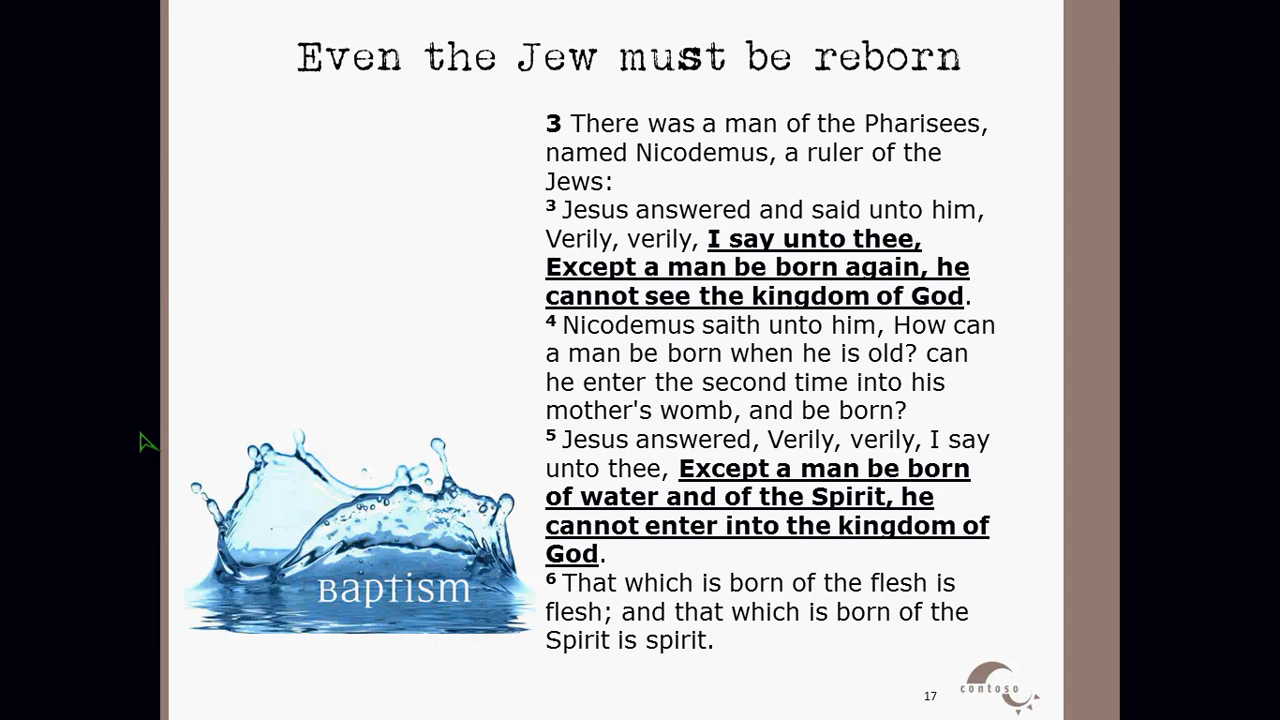 Even the Jew must be reborn
3 There was a man of the Pharisees,
named Nicodemus, a ruler of the
Jews:
3 Jesus answered and said unto him,
Verily, verily, I say unto thee,
Except a man be born again, he
cannot see the kingdom of God.
4 Nicodemus saith unto him, How can
a man be born when he is old? can
he enter the second time into his
mother's womb, and be born?
5 Jesus answered, Verily, verily, I say
unto thee, Except a man be born
of water and of the Spirit, he
cannot enter into the kingdom of
God.
6 That which is born of the flesh is
flesh; and that which is born of the
Spirit is spirit.
Baptism
17
contoso